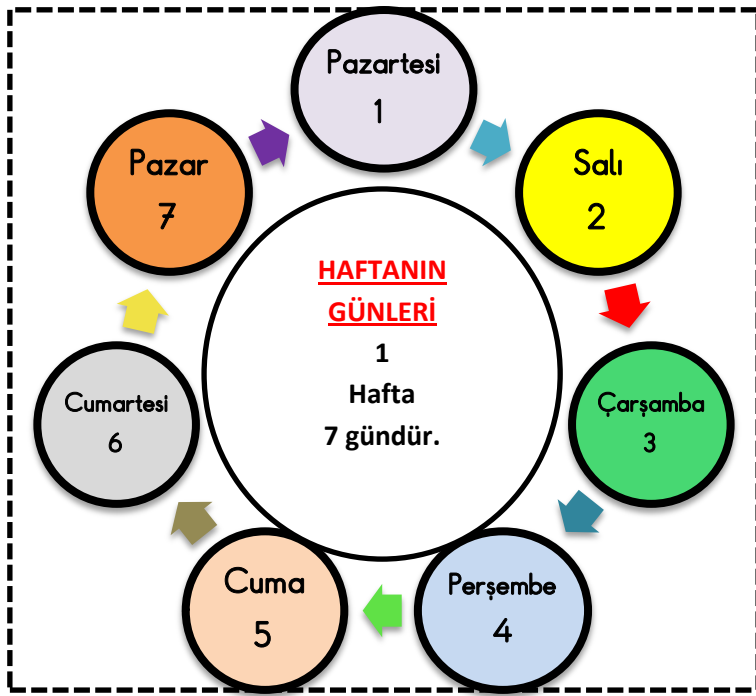 Pazartesi
1
Salı
2
Çarşamba
3
Perşembe
4
Cuma
5
Cumartesi
6
Pazar
7
HAFTANIN
GÜNLERİ
1
Hafta
7 gündür.